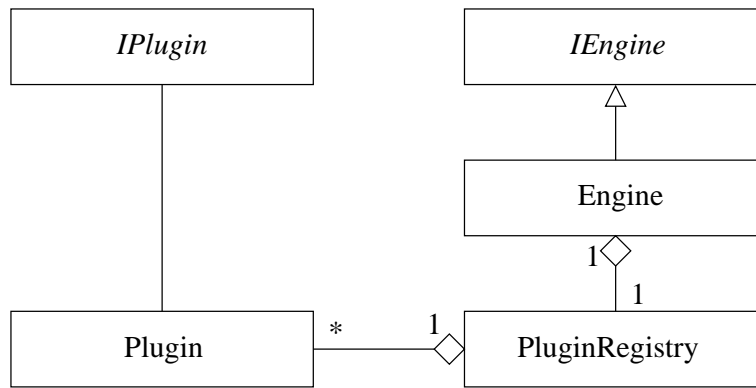 IPlugin
IEngine
Engine
1
1
Plugin
*
1
PluginRegistry